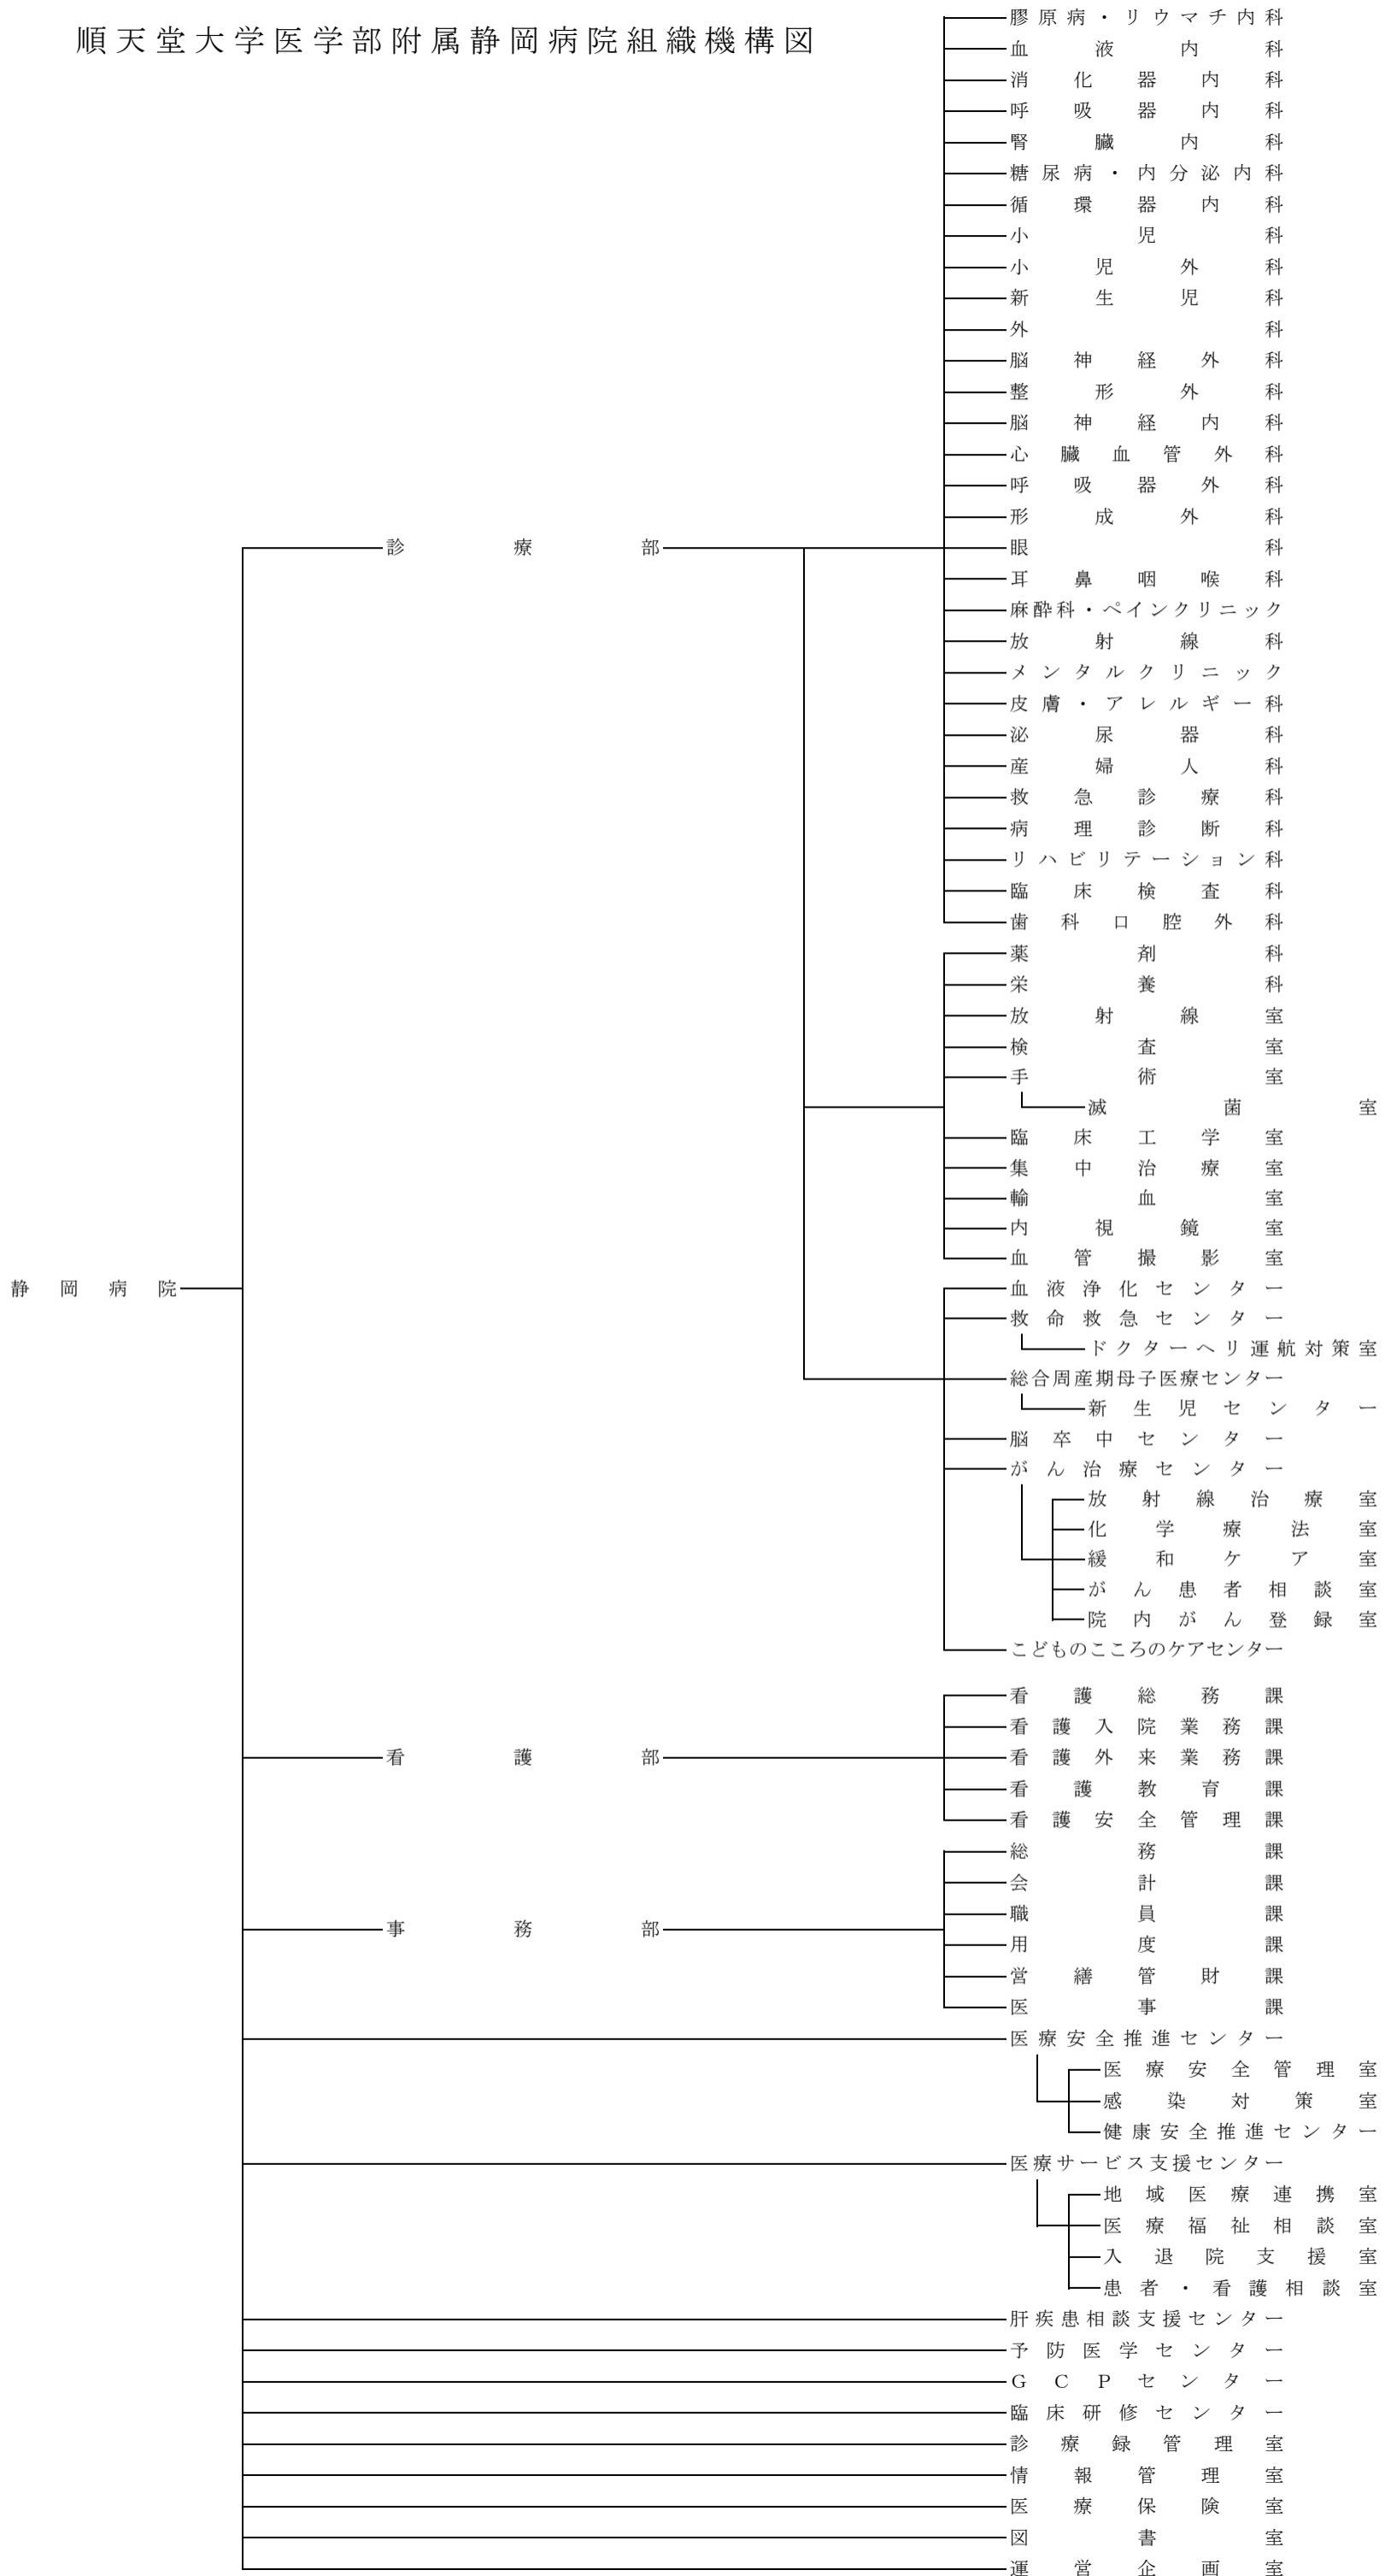 順天堂大学医学部附属静岡病院組織機構図
膠原病・リウマチ内科
血液内科
消化器内科
呼吸器内科
腎臓内科
糖尿病・内分泌内科
循環器内科
小児科
小児外科
新生児科
外科
脳神経外科
整形外科
脳神経内科
心臓血管外科
呼吸器外科
形成外科
診療部
眼科
耳鼻咽喉科
麻酔科・ペインクリニック
放射線科
メンタルクリニック
皮膚・アレルギー科
泌尿器科
産婦人科
救急診療科
病理診断科
リハビリテーション科
臨床検査科
歯科口腔外科
薬剤科
栄養科
放射線室
検査室
手術室
滅菌室
臨床工学室
集中治療室
輸血室
内視鏡室
血管撮影室
静岡病院
血液浄化センター
救命救急センター
ドクターヘリ運航対策室
総合周産期母子医療センター
新生児センター
脳卒中センター
がん治療センター
放射線治療室
化学療法室
緩和ケア室
がん患者相談室
院内がん登録室
こどものこころのケアセンター
看護総務課
看護入院業務課
看護部
看護外来業務課
看護教育課
看護安全管理課
総務課
会計課
職員課
事務部
用度課
営繕管財課
医事課
医療安全推進センター
医療安全管理室
感染対策室
健康安全推進センター
医療サービス支援センター
地域医療連携室
医療福祉相談室
入退院支援室
患者・看護相談室
肝疾患相談支援センター
予防医学センター
GCPセンター
臨床研修センター
診療録管理室
情報管理室
医療保険室
図書室
運営企画室